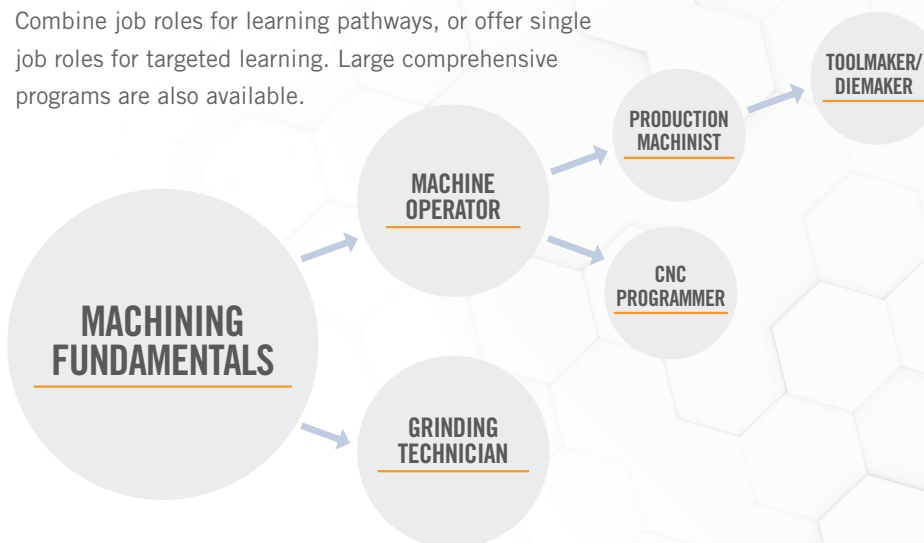 Combine job roles for learning pathways, or offer single
job roles for targeted learning. Large comprehensive
programs are also available.
TOOLMAKER/
DIEMAKER
PRODUCTION
MACHINIST
MACHINE
OPERATOR
CNC
PROGRAMMER
MACHINING
FUNDAMENTALS
GRINDING
TECHNICIAN